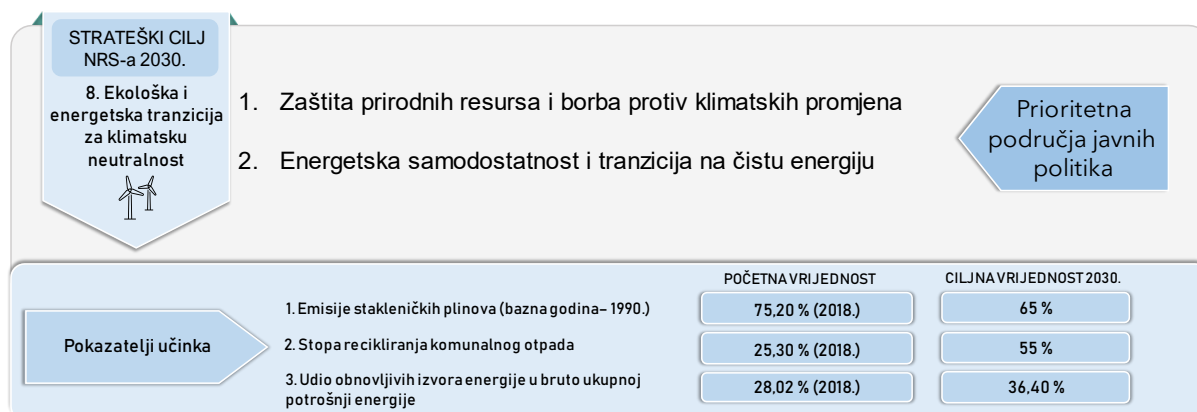 STRATEŠKI CILJ
NRS-a 2030.
8. Ekološka i
energetska tranzicija
za klimatsku
neutralnost
1. Zaštita prirodnih resursa i borba protiv klimatskih promjena
2. Energetska samodostatnost i tranzicija na čistu energiju
Prioritetna
područja javnih
politika
Pokazatelji učinka
POČETNA VRIJEDNOST
CILJNA VRIJEDNOST 2030.
1. Emisije stakleničkih plinova (bazna godina– 1990.)
75,20 % (2018.)
65 %
2. Stopa recikliranja komunalnog otpada
25,30 % (2018.)
55 %
3. Udio obnovljivih izvora energije u bruto ukupnoj
potrošnji energije
28,02 % (2018.)
36,40 %